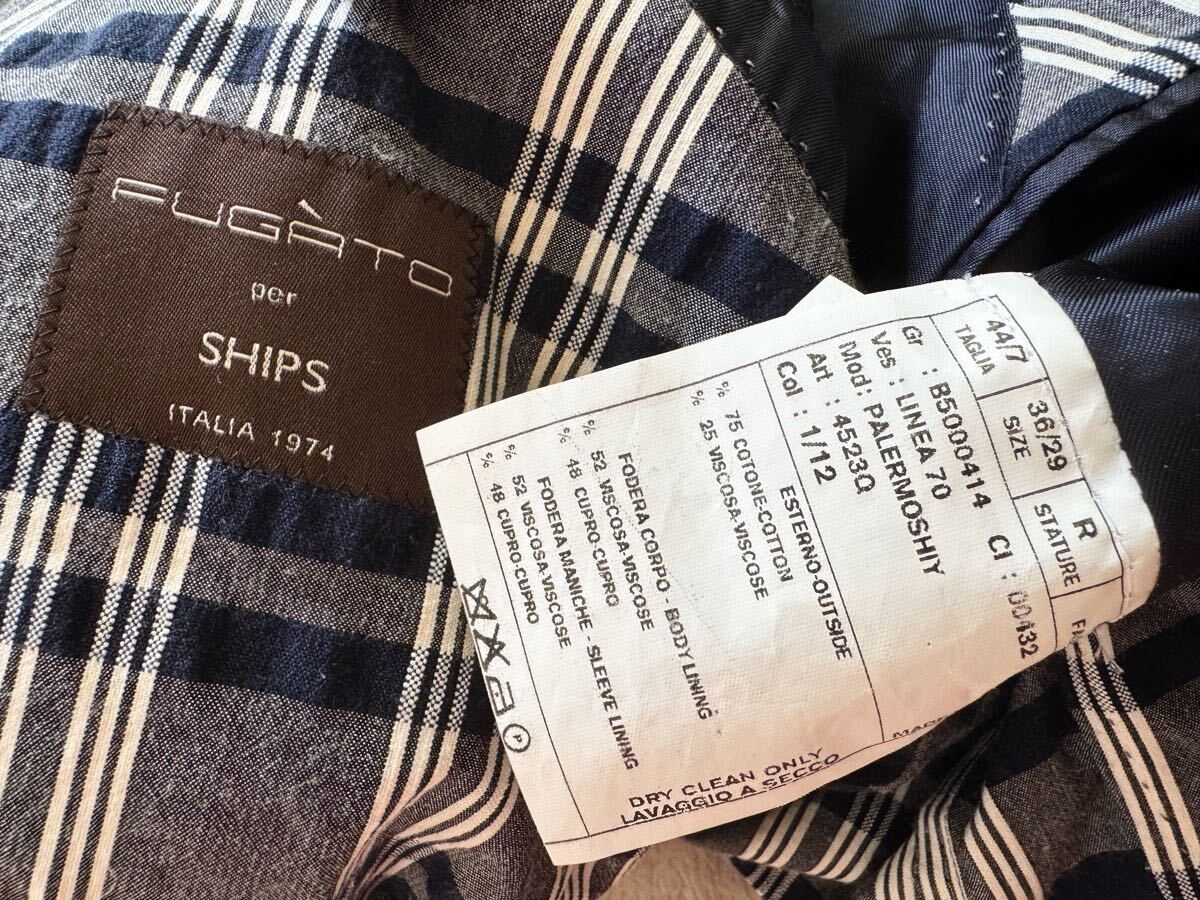 FUGÀTO
per
SHIPS
ITALIA 1974
44/7 36/29 R
TAGLIA SIZE STATURE
Gr : B5000414 Cl : 00432
Ves : LINEA 70
Mod: PALERMOSHIY
Art : 4523Q
Col : 1/12
ESTERNO-OUTSIDE
% 75 COTONE-COTTON
% 25 VISCOSA-VISCOSE
FODERA CORPO - BODY LINING
% 52 VISCOSA-VISCOSE
% 48 CUPRO-CUPRO
FODERA MANICHE - SLEEVE LINING
% 52 VISCOSA-VISCOSE
% 48 CUPRO-CUPRO
P
DRY CLEAN ONLY
LAVAGGIO A SECCO